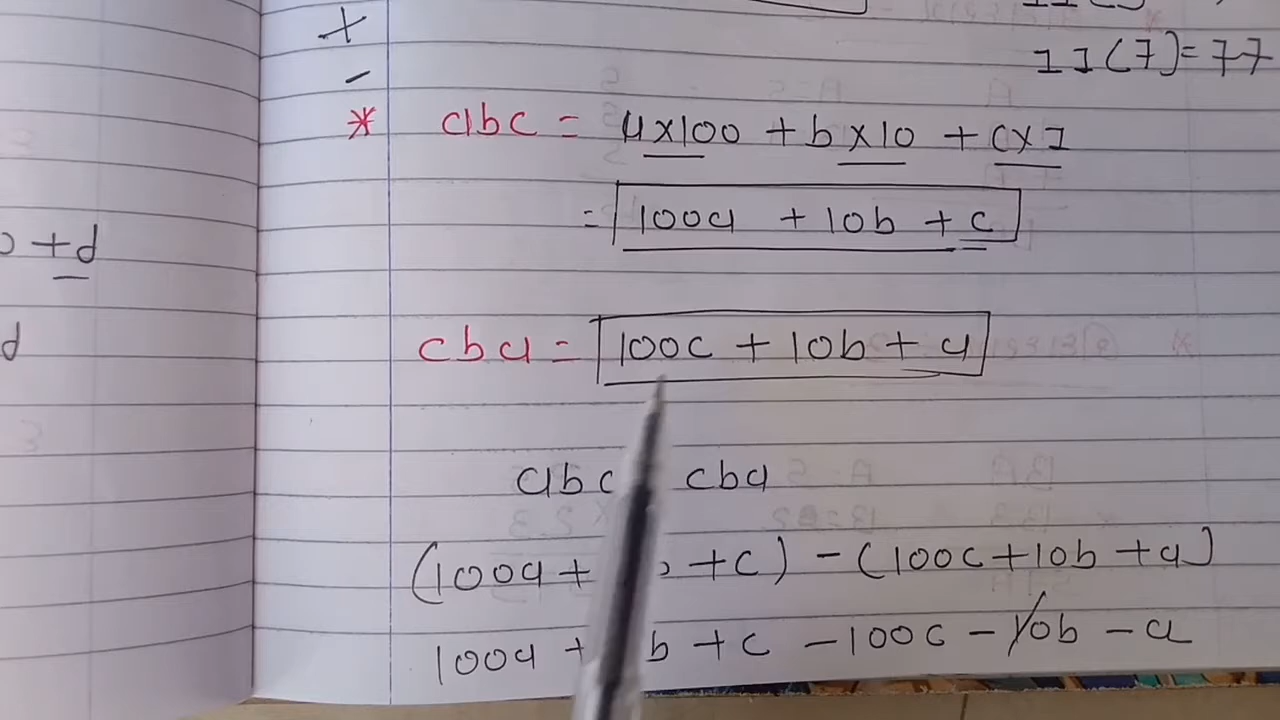 11(7)=77
+
-
* abc = a×100 + b×10 + c×1
= 100a + 10b + c
o + d
cba = 100c + 10b + a
d
abc cba
(100a + b + c) - (100c + 10b + a)
100a + b + c - 100c - 10b - a